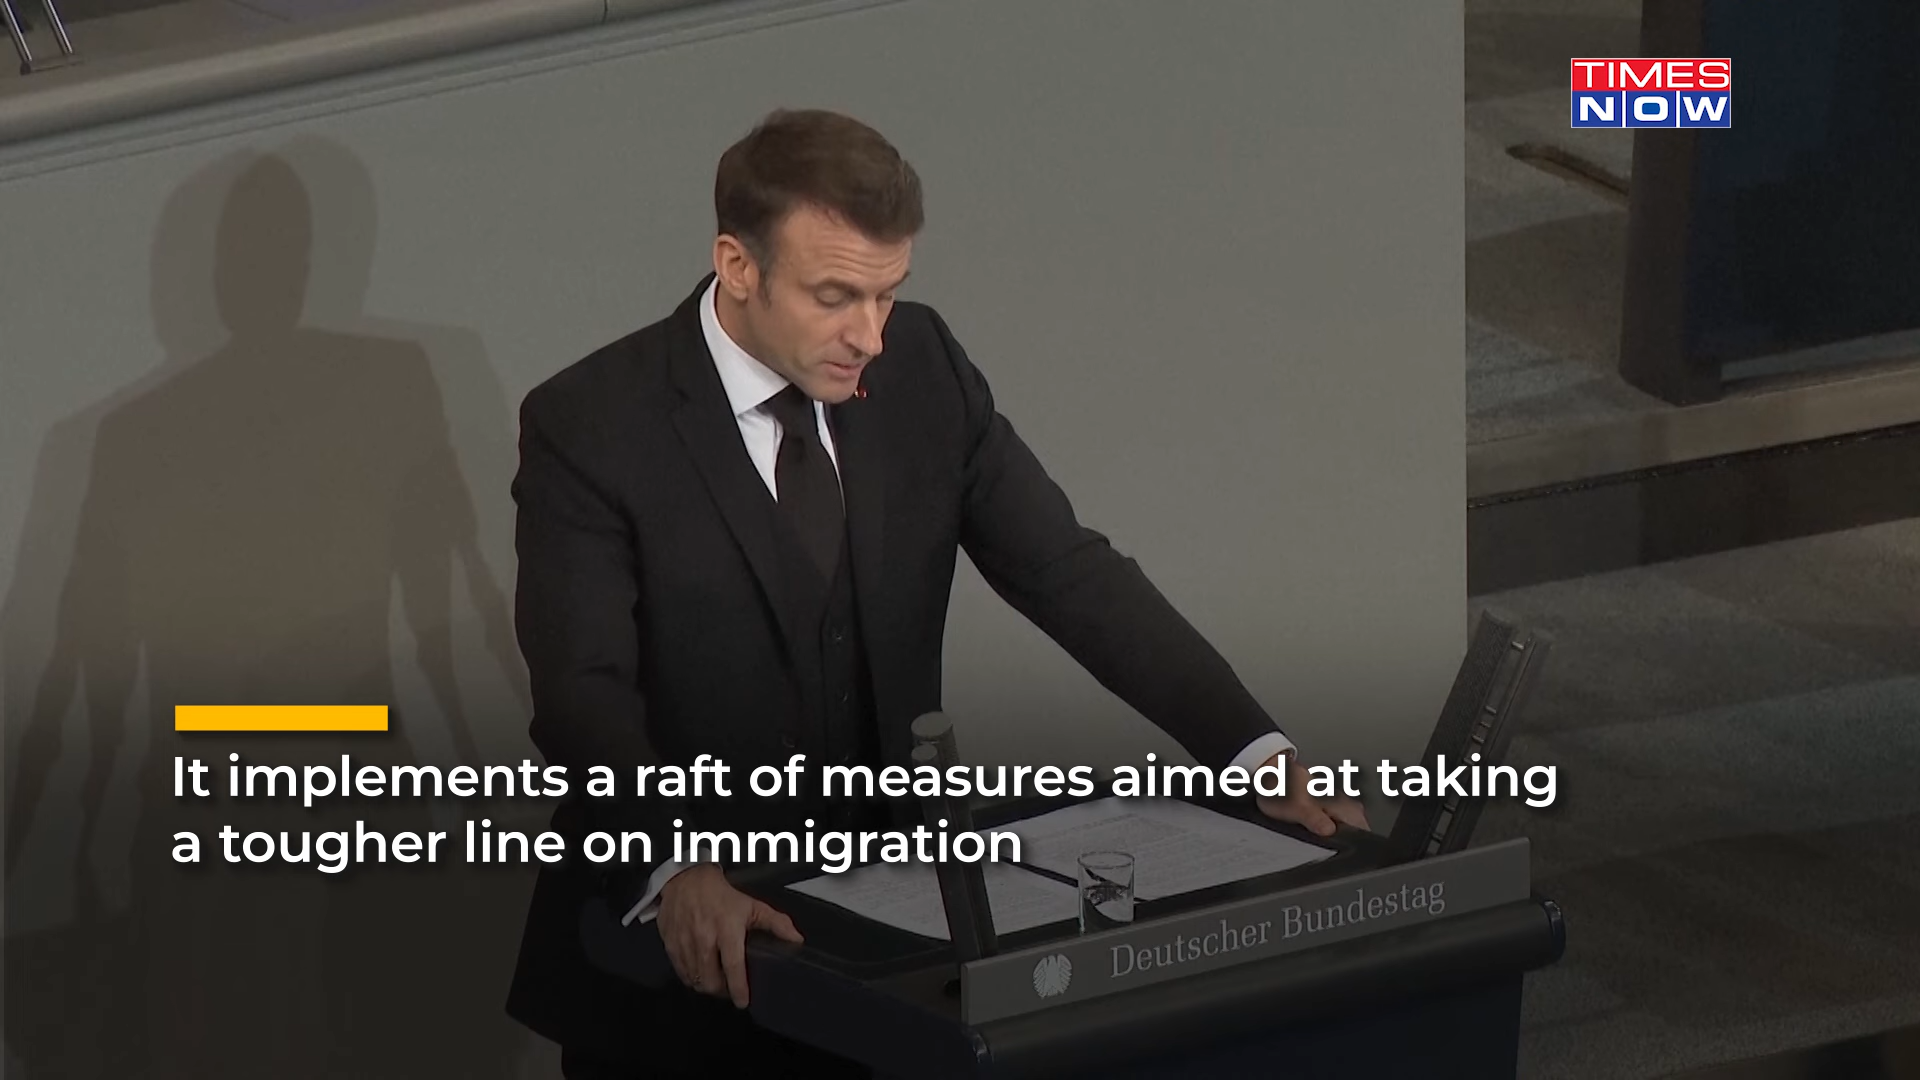 TIMES
NOW
It implements a raft of measures aimed at taking
a tougher line on immigration
Deutscher Bundestag